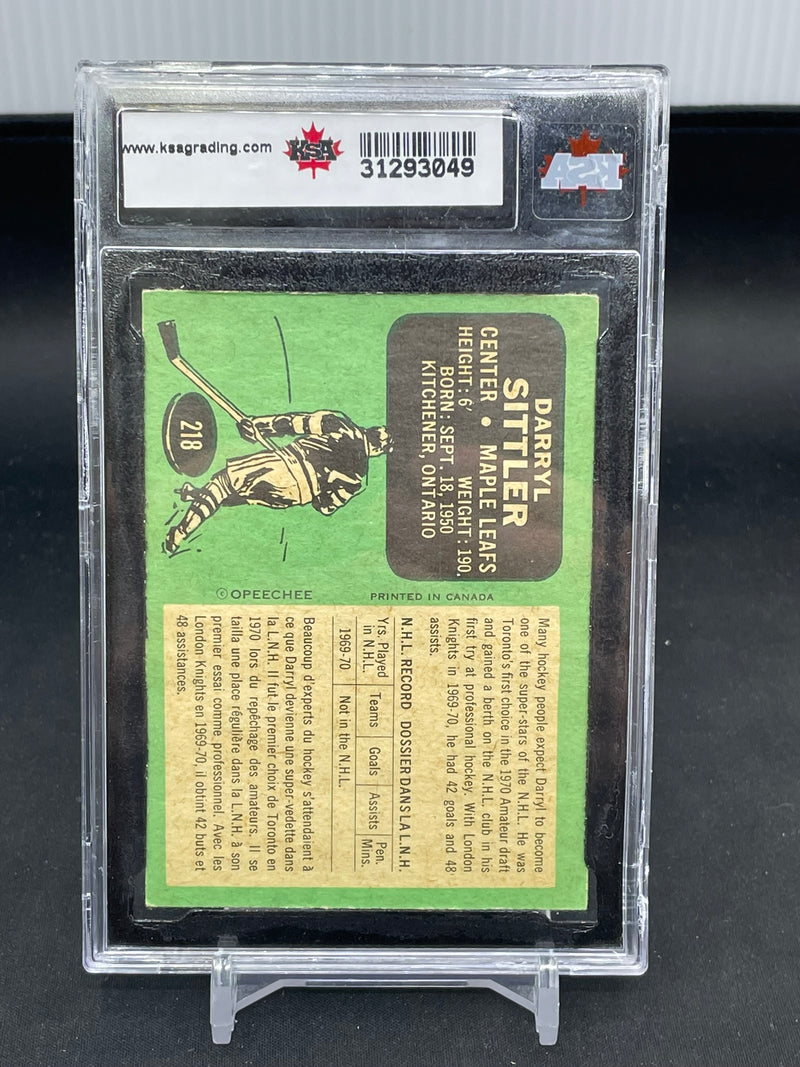 www.ksagrading.com
KSA
31293049
KSA
DARRYL
SITTLER
CENTER • MAPLE LEAFS
HEIGHT: 6' WEIGHT: 190.
BORN: SEPT. 18, 1950
KITCHENER, ONTARIO
218
© OPEECHEE
PRINTED IN CANADA
Many hockey people expect Darryl to become
one of the super-stars of the N.H.L. He was
Toronto's first choice in the 1970 Amateur draft
and gained a berth on the N.H.L. club in his
first try at professional hockey. With London
Knights in 1969-70, he had 42 goals and 48
assists.
N.H.L. RECORD DOSSIER DANS LA L.N.H.
Yrs. Played in N.H.L. Teams Goals Assists Pen. Mins.
1969-70 Not in the N.H.L.
Beaucoup d'experts du hockey s'attendaient à
ce que Darryl devienne une super-vedette dans
la L.N.H. Il fut le premier choix de Toronto en
1970 lors du repêchage des amateurs. Il se
tailla une place régulière dans la L.N.H. à son
premier essai comme professionnel. Avec les
London Knights en 1969-70, il obtint 42 buts et
48 assistances.